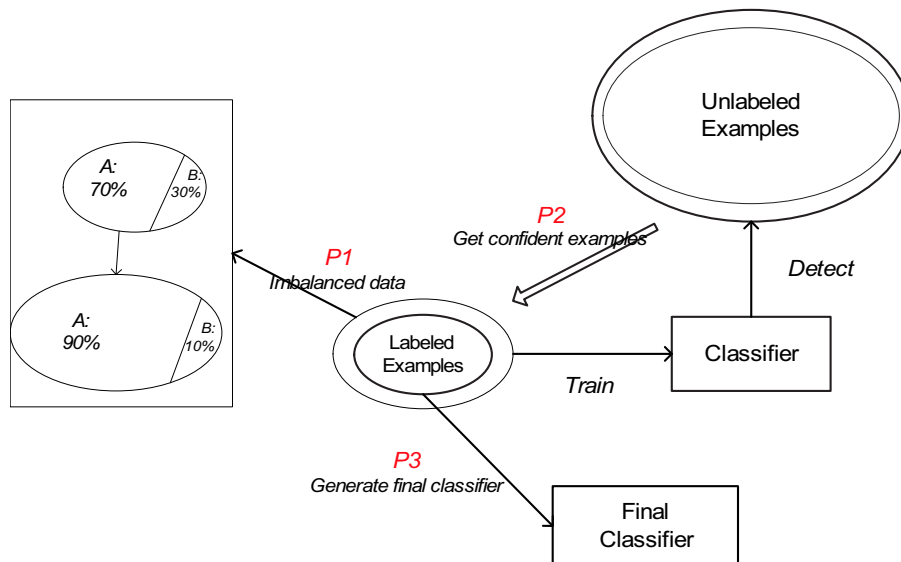 Unlabeled
Examples
A:
70%
B:
30%
P2
Get confident examples
P1
Imbalanced data
Detect
A:
90%
B:
10%
Labeled
Examples
Classifier
Train
P3
Generate final classifier
Final
Classifier